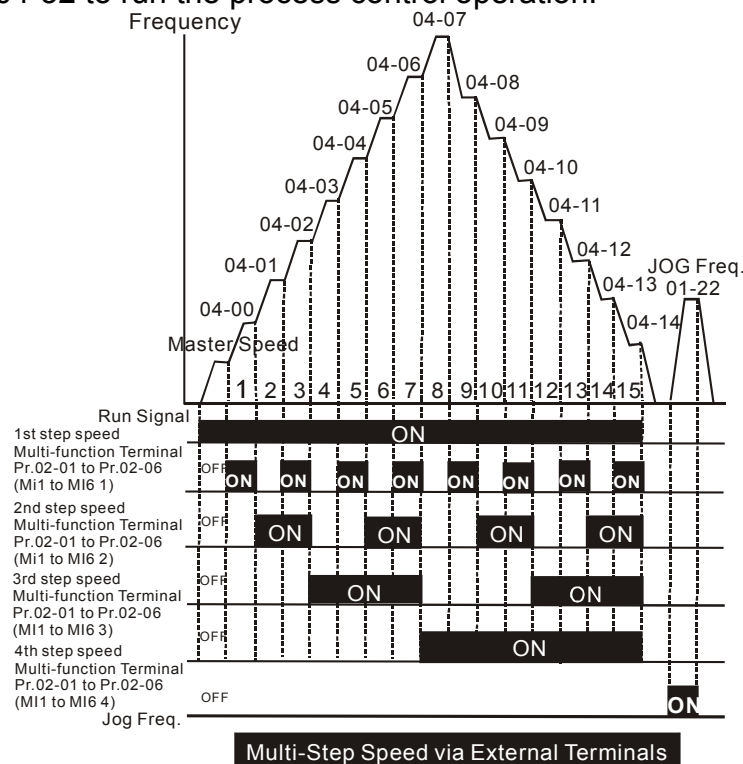 04-07
Frequency
04-06
04-08
04-05
04-09
04-04
04-10
04-03
04-11
04-02
04-12
JOG Freq.
04-01
04-13 01-22
04-00
04-14
Master Speed
1 2 3 4 5 6 7 8 9 10 11 12 13 14 15
Run Signal
ON
1st step speed
Multi-function Terminal
Pr.02-01 to Pr.02-06
(Mi1 to MI6 1)
OFF ON ON ON ON ON ON ON ON
2nd step speed
Multi-function Terminal
Pr.02-01 to Pr.02-06
(Mi1 to MI6 2)
OFF ON ON ON ON
3rd step speed
Multi-function Terminal
Pr.02-01 to Pr.02-06
(MI1 to MI6 3)
OFF ON ON
4th step speed
Multi-function Terminal
Pr.02-01 to Pr.02-06
(MI1 to MI6 4)
OFF ON
Jog Freq.
OFF ON
Multi-Step Speed via External Terminals